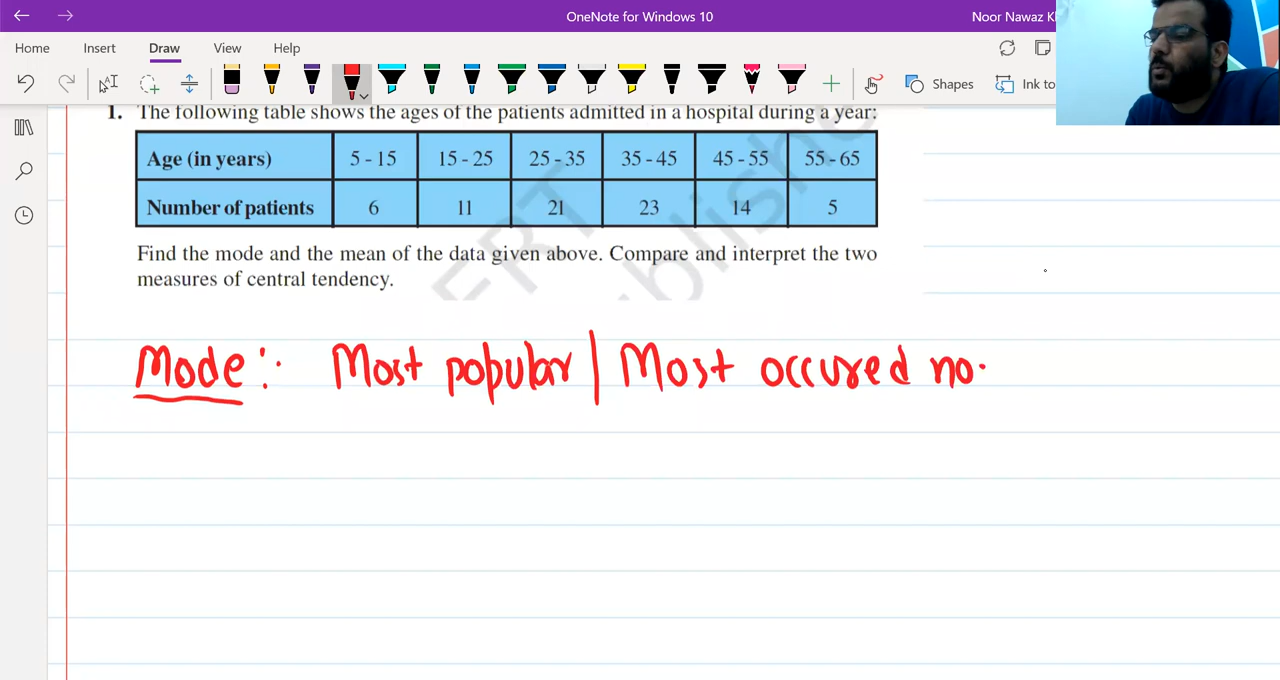 OneNote for Windows 10
Noor Nawaz Kh
Home Insert Draw View Help
Shapes Ink to
1. The following table shows the ages of the patients admitted in a hospital during a year:
Age (in years) 5 - 15 15 - 25 25 - 35 35 - 45 45 - 55 55 - 65
Number of patients 6 11 21 23 14 5
Find the mode and the mean of the data given above. Compare and interpret the two
measures of central tendency.
Mode:· Most popular | Most occured no.